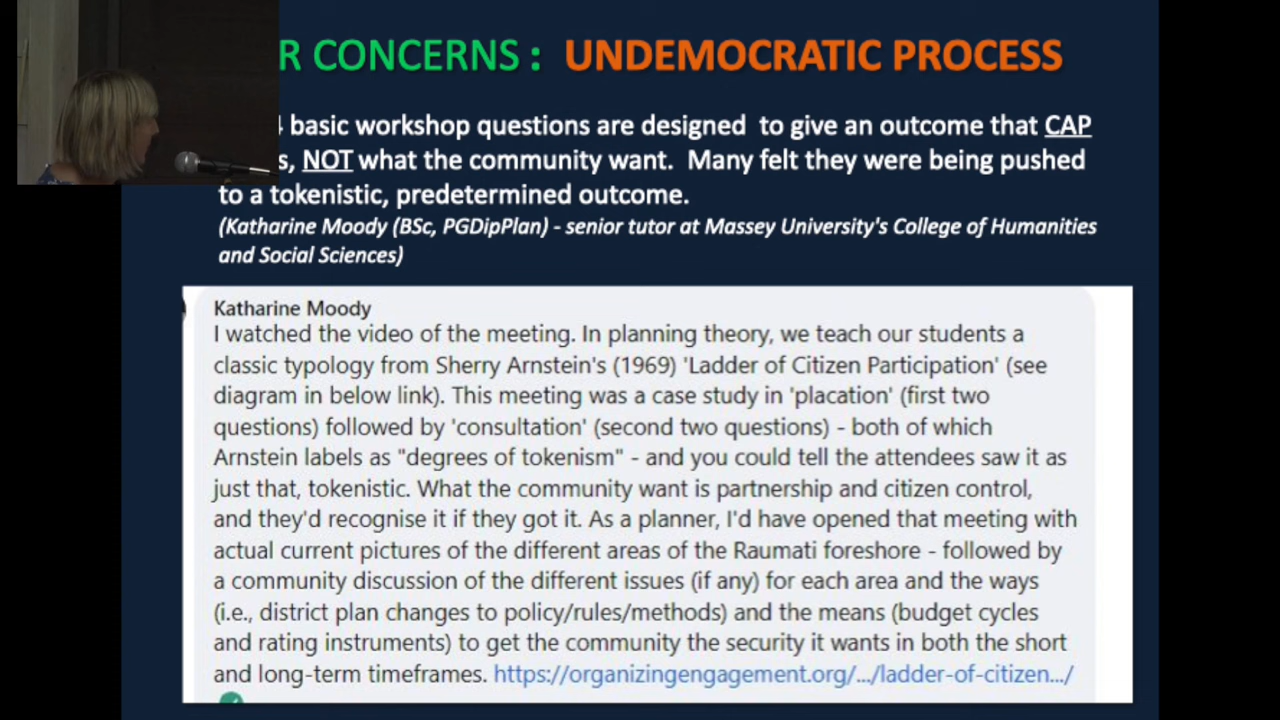 R CONCERNS : UNDEMOCRATIC PROCESS
basic workshop questions are designed to give an outcome that CAP
NOT what the community want. Many felt they were being pushed
to a tokenistic, predetermined outcome.
(Katharine Moody (BSc, PGDipPlan) - senior tutor at Massey University's College of Humanities
and Social Sciences)
Katharine Moody
I watched the video of the meeting. In planning theory, we teach our students a
classic typology from Sherry Arnstein's (1969) 'Ladder of Citizen Participation' (see
diagram in below link). This meeting was a case study in 'placation' (first two
questions) followed by 'consultation' (second two questions) - both of which
Arnstein labels as "degrees of tokenism" - and you could tell the attendees saw it as
just that, tokenistic. What the community want is partnership and citizen control,
and they'd recognise it if they got it. As a planner, I'd have opened that meeting with
actual current pictures of the different areas of the Raumati foreshore - followed by
a community discussion of the different issues (if any) for each area and the ways
(i.e., district plan changes to policy/rules/methods) and the means (budget cycles
and rating instruments) to get the community the security it wants in both the short
and long-term timeframes. https://organizingengagement.org/.../ladder-of-citizen.../